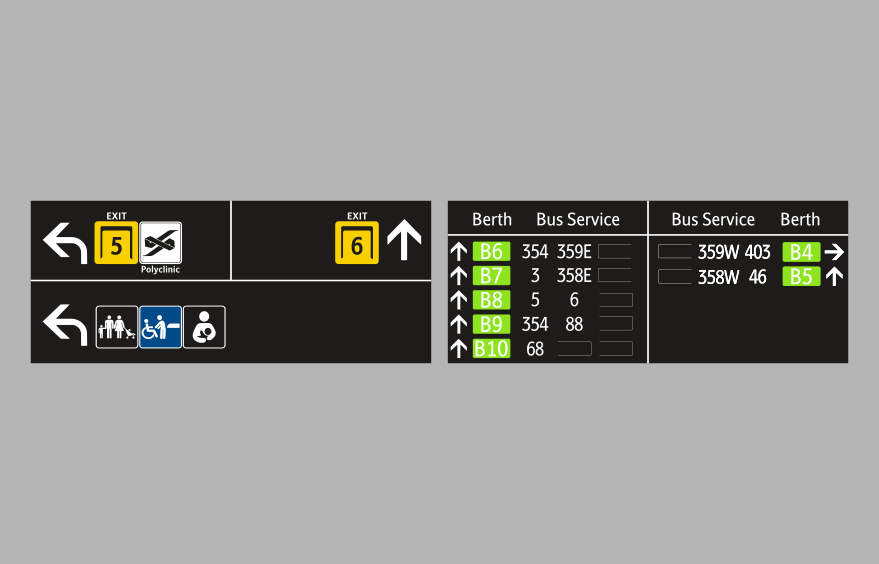 EXIT
5
Polyclinic
EXIT
6
Berth Bus Service
B6 354 359E
B7 3 358E
B8 5 6
B9 354 88
B10 68
Bus Service Berth
359W 403 B4
358W 46 B5